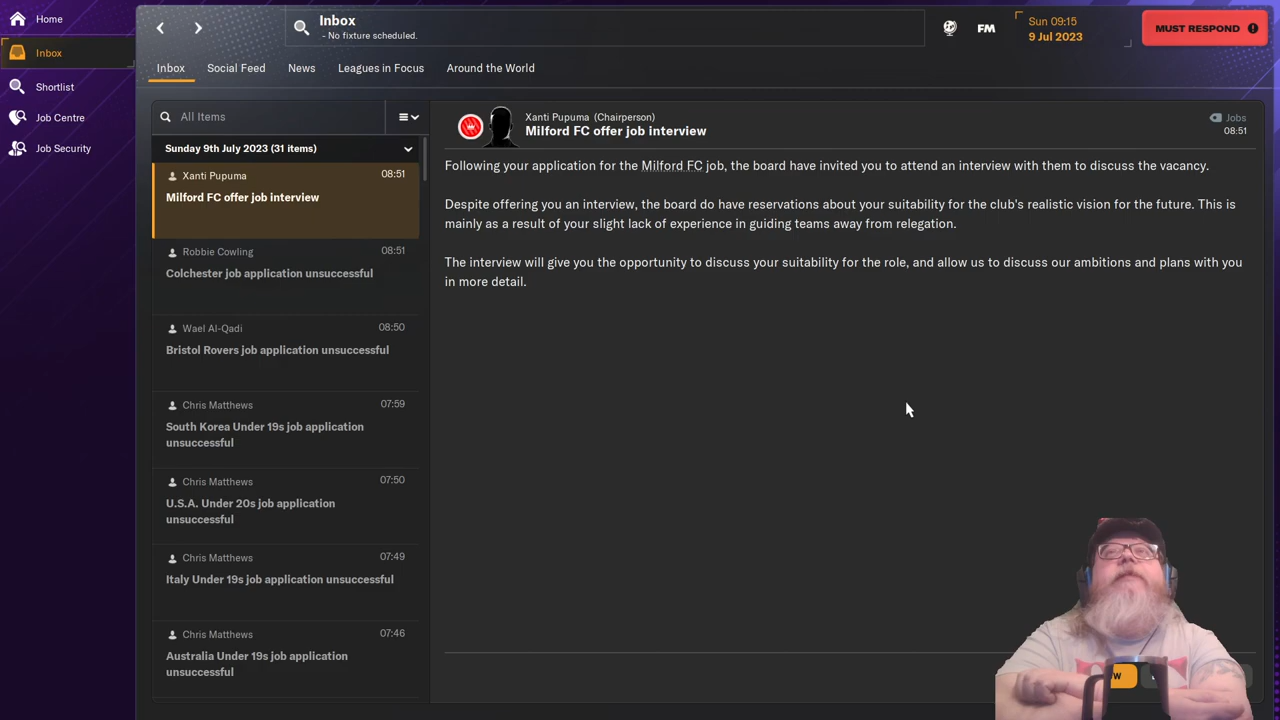 Home
Inbox
Shortlist
Job Centre
Job Security
Inbox
- No fixture scheduled.
FM
Sun 09:15
9 Jul 2023
MUST RESPOND
Inbox
Social Feed
News
Leagues in Focus
Around the World
All Items
Sunday 9th July 2023 (31 items)
Xanti Pupuma
08:51
Milford FC offer job interview
Robbie Cowling
08:51
Colchester job application unsuccessful
Wael Al-Qadi
08:50
Bristol Rovers job application unsuccessful
Chris Matthews
07:59
South Korea Under 19s job application
unsuccessful
Chris Matthews
07:50
U.S.A. Under 20s job application
unsuccessful
Chris Matthews
07:49
Italy Under 19s job application unsuccessful
Chris Matthews
07:46
Australia Under 19s job application
unsuccessful
Xanti Pupuma (Chairperson)
Milford FC offer job interview
Jobs
08:51
Following your application for the Milford FC job, the board have invited you to attend an interview with them to discuss the vacancy.
Despite offering you an interview, the board do have reservations about your suitability for the club's realistic vision for the future. This is
mainly as a result of your slight lack of experience in guiding teams away from relegation.
The interview will give you the opportunity to discuss your suitability for the role, and allow us to discuss our ambitions and plans with you
in more detail.